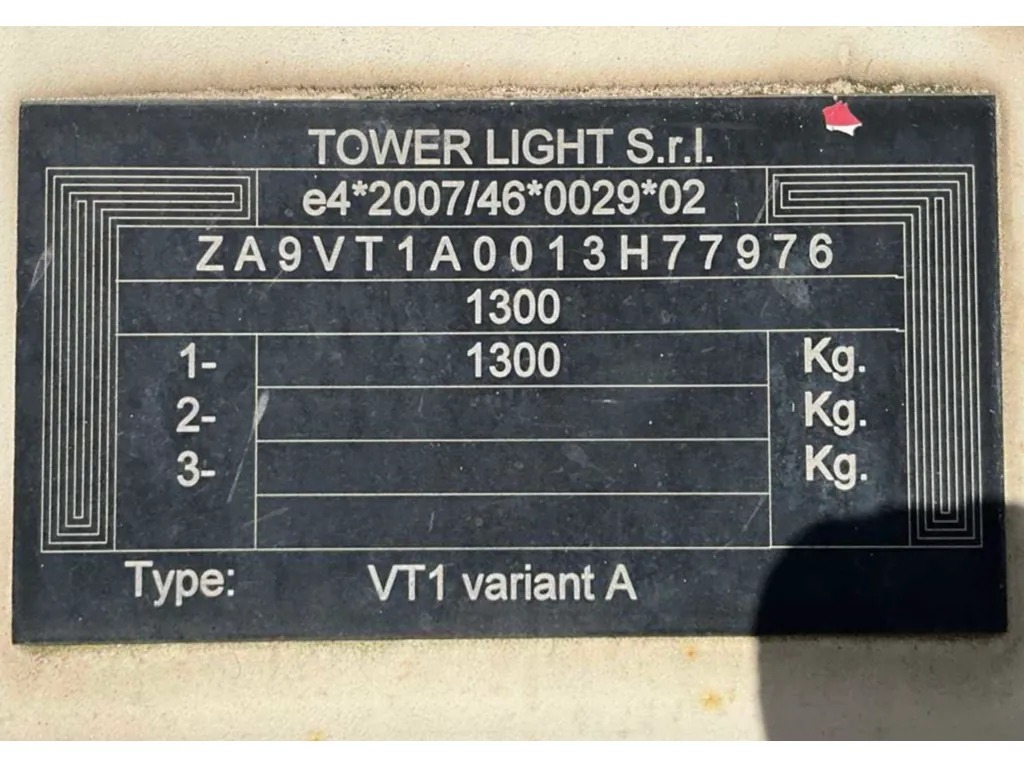 TOWER LIGHT S.r.l.
e4*2007/46*0029*02
ZA9VT1A0013H77976
1300
1- 1300 Kg.
2- Kg.
3- Kg.
Type: VT1 variant A